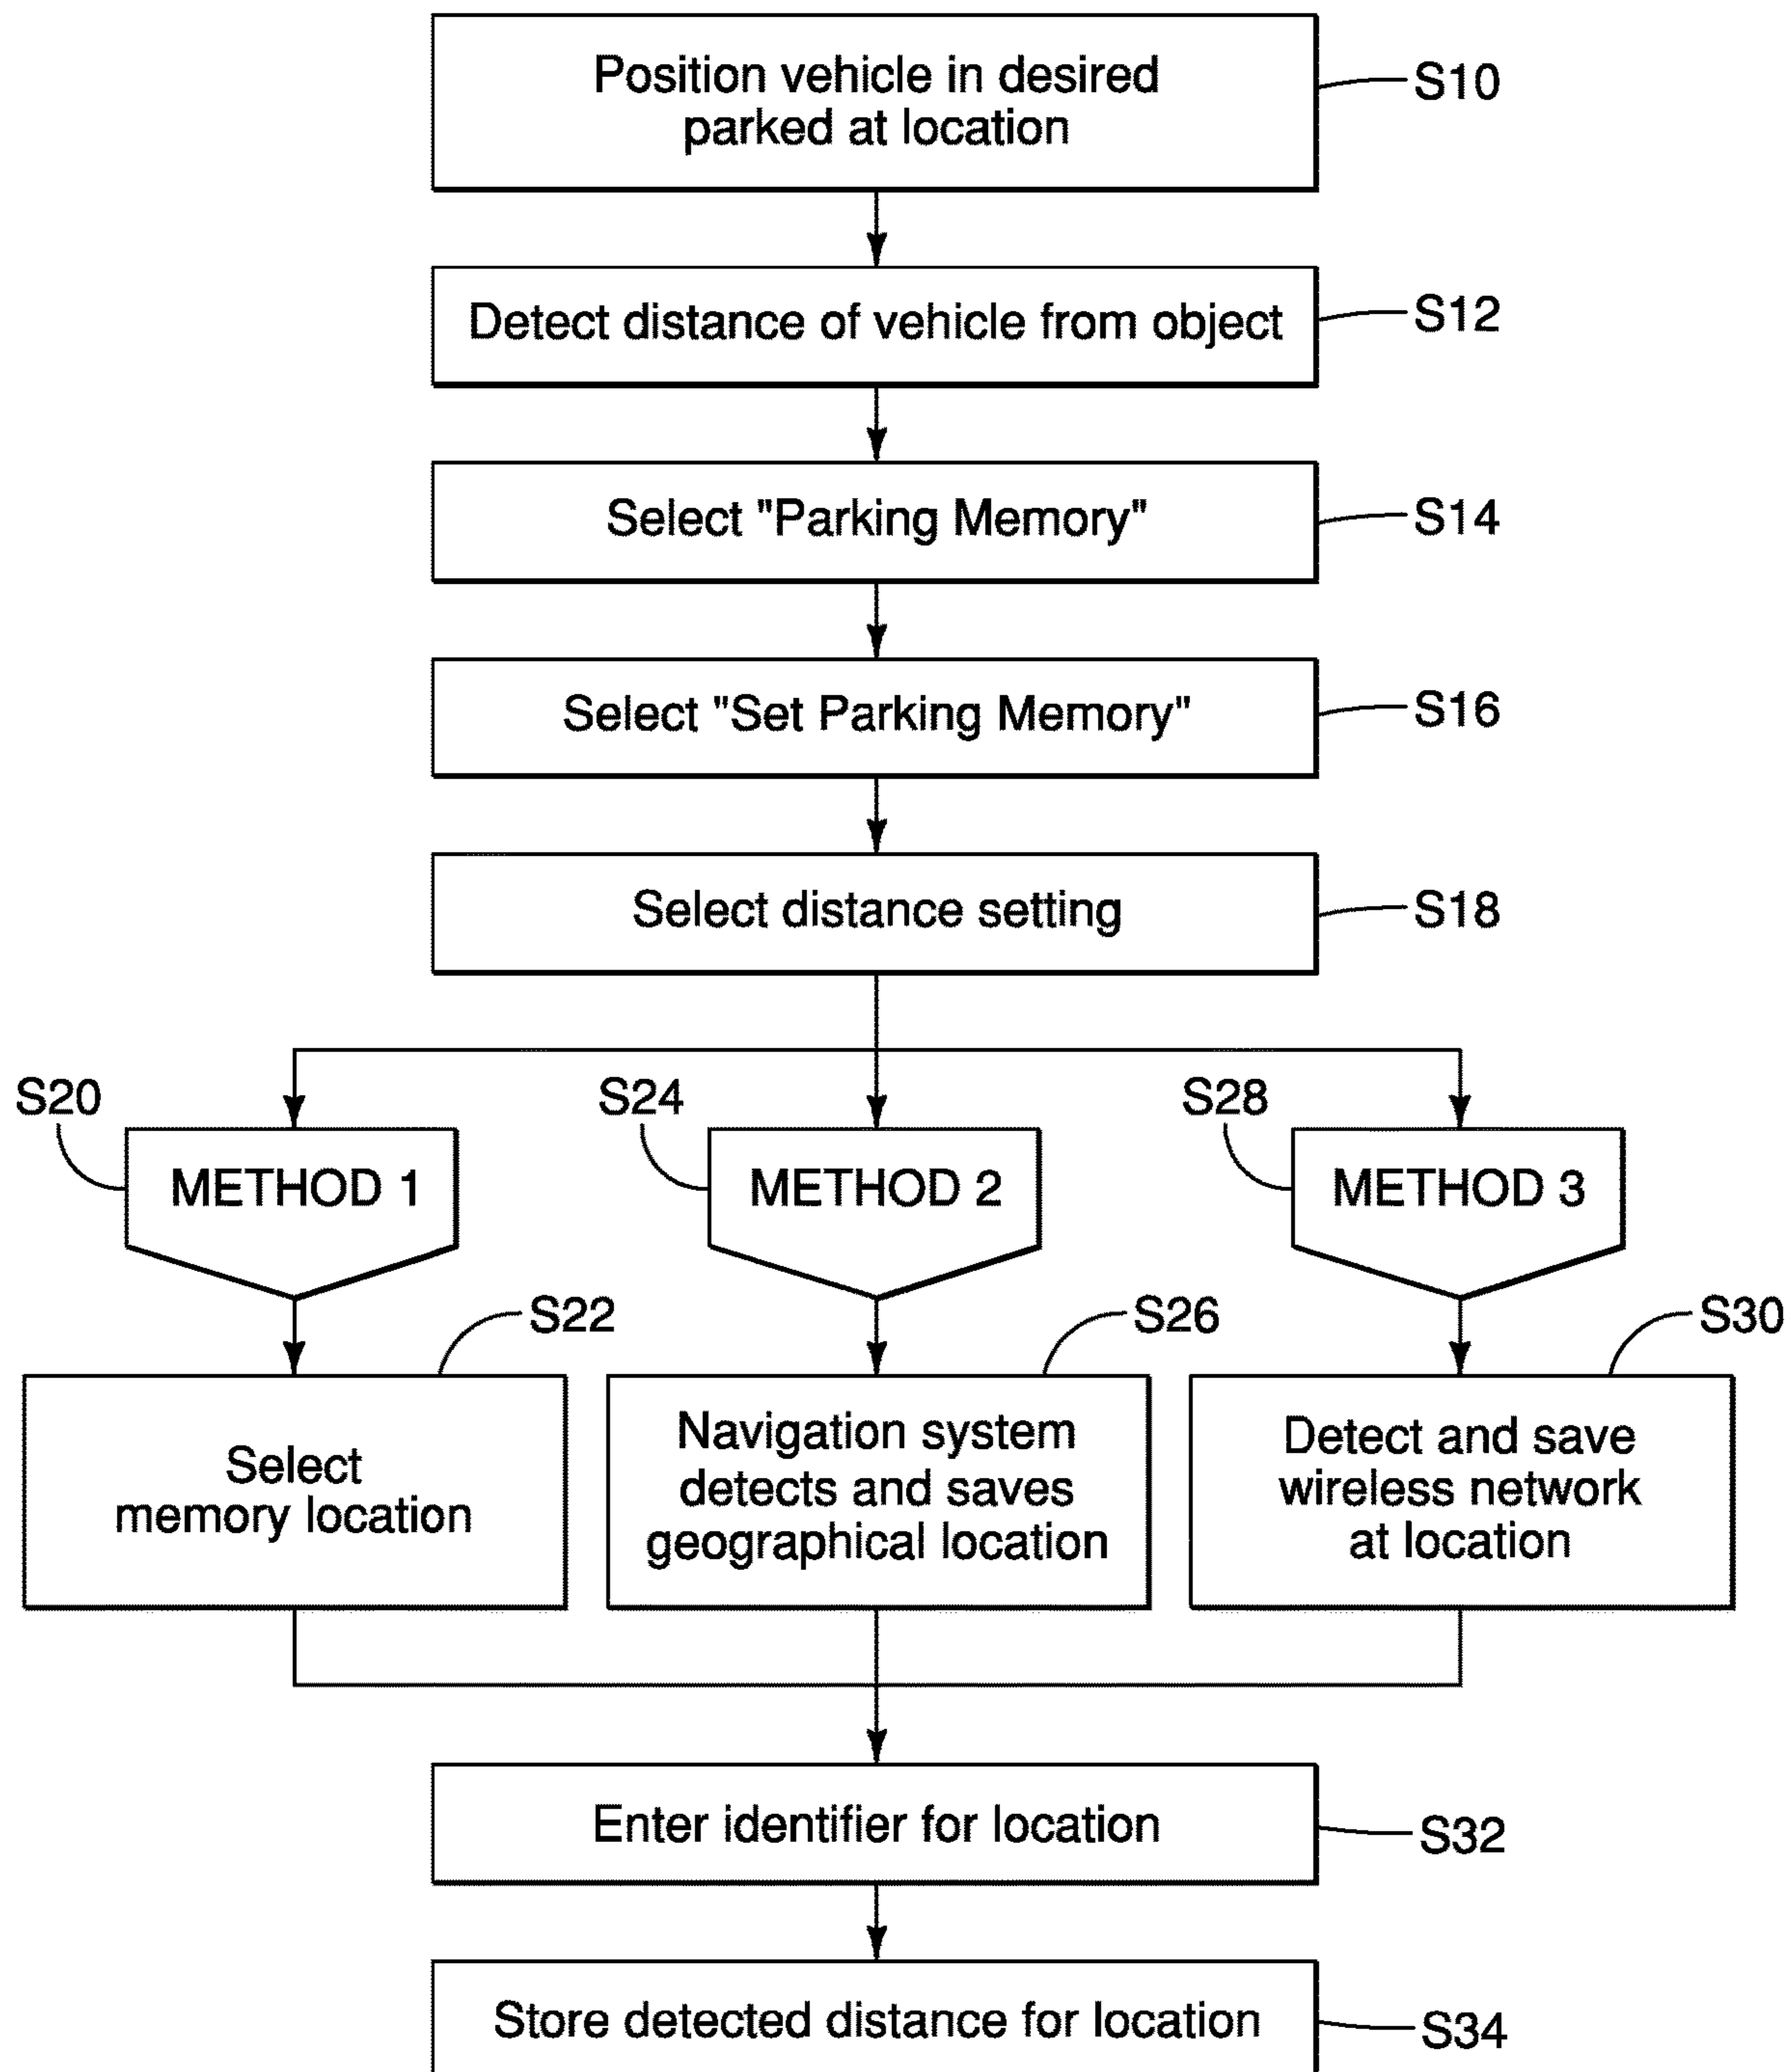 Position vehicle in desired
parked at location
S10
Detect distance of vehicle from object
S12
Select "Parking Memory"
S14
Select "Set Parking Memory"
S16
Select distance setting
S18
S20
METHOD 1
S24
METHOD 2
S28
METHOD 3
S22
Select
memory location
S26
Navigation system
detects and saves
geographical location
S30
Detect and save
wireless network
at location
Enter identifier for location
S32
Store detected distance for location
S34